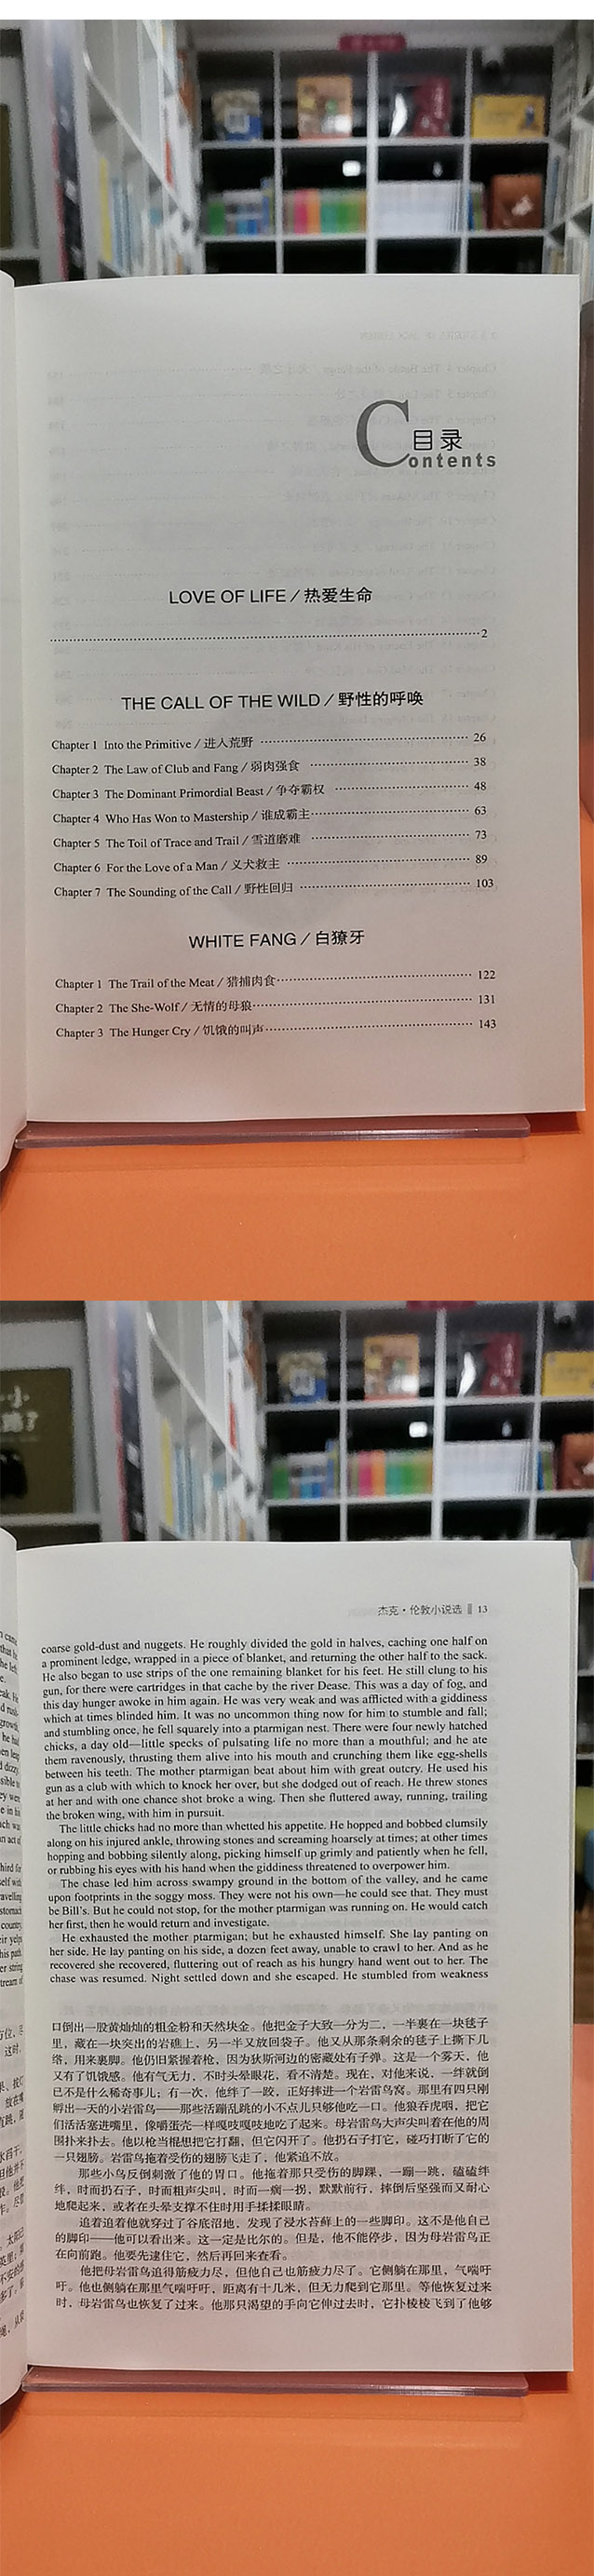 Contents
目录
LOVE OF LIFE / 热爱生命
2
THE CALL OF THE WILD / 野性的呼唤
Chapter 1 Into the Primitive / 进入荒野 26
Chapter 2 The Law of Club and Fang / 弱肉强食 38
Chapter 3 The Dominant Primordial Beast / 争夺霸权 48
Chapter 4 Who Has Won to Mastership / 谁成霸主 63
Chapter 5 The Toil of Trace and Trail / 雪道磨难 73
Chapter 6 For the Love of a Man / 义犬救主 89
Chapter 7 The Sounding of the Call / 野性回归 103
WHITE FANG / 白獠牙
Chapter 1 The Trail of the Meat / 猎捕肉食 122
Chapter 2 The She-Wolf / 无情的母狼 131
Chapter 3 The Hunger Cry / 饥饿的叫声 143
杰克·伦敦小说选 13
coarse gold-dust and nuggets. He roughly divided the gold in halves, caching one half on
a prominent ledge, wrapped in a piece of blanket, and returning the other half to the sack.
He also began to use strips of the one remaining blanket for his feet. He still clung to his
gun, for there were cartridges in that cache by the river Dease. This was a day of fog, and
this day hunger awoke in him again. He was very weak and was afflicted with a giddiness
which at times blinded him. It was no uncommon thing now for him to stumble and fall;
and stumbling once, he fell squarely into a ptarmigan nest. There were four newly hatched
chicks, a day old—little specks of pulsating life no more than a mouthful; and he ate
them ravenously, thrusting them alive into his mouth and crunching them like egg-shells
between his teeth. The mother ptarmigan beat about him with great outcry. He used his
gun as a club with which to knock her over, but she dodged out of reach. He threw stones
at her and with one chance shot broke a wing. Then she fluttered away, running, trailing
the broken wing, with him in pursuit.
The little chicks had no more than whetted his appetite. He hopped and bobbed clumsily
along on his injured ankle, throwing stones and screaming hoarsely at times; at other times
hopping and bobbing silently along, picking himself up grimly and patiently when he fell,
or rubbing his eyes with his hand when the giddiness threatened to overpower him.
The chase led him across swampy ground in the bottom of the valley, and he came
upon footprints in the soggy moss. They were not his own—he could see that. They must
be Bill's. But he could not stop, for the mother ptarmigan was running on. He would catch
her first, then he would return and investigate.
He exhausted the mother ptarmigan; but he exhausted himself. She lay panting on
her side. He lay panting on his side, a dozen feet away, unable to crawl to her. And as he
recovered she recovered, fluttering out of reach as his hungry hand went out to her. The
chase was resumed. Night settled down and she escaped. He stumbled from weakness
口倒出一股黄灿灿的粗金粉和天然块金。他把金子大致一分为二，一半裹在一块毯子
里，藏在一块突出的岩礁上，另一半又放回袋子。他又从那条剩余的毯子上撕下几
绺，用来裹脚。他仍旧紧握着枪，因为狄斯河边的密藏处有子弹。这是一个雾天，他
又有了饥饿感。他有气无力，不时头晕眼花，看不清楚。现在，对他来说，一绊就倒
已不是什么稀奇事儿；有一次，他绊了一跤，正好摔进一个岩雷鸟窝。那里有四只刚
孵出一天的小岩雷鸟——那些活蹦乱跳的小不点儿只够他吃一口。他狼吞虎咽，把它
们活活塞进嘴里，像嚼蛋壳一样嘎吱嘎吱地吃了起来。母岩雷鸟大声尖叫着在他的周
围扑来扑去。他以枪当棍想把它打翻，但它闪开了。他扔石子打它，碰巧打断了它的
一只翅膀。岩雷鸟拖着受伤的翅膀飞走了，他紧追不放。
那些小鸟反倒刺激了他的胃口。他拖着那只受伤的脚踝，一蹦一跳，磕磕绊
绊，时而扔石子，时而粗声尖叫，时而一瘸一拐，默默前行，摔倒后坚强而又耐心
地爬起来，或者在头晕支撑不住时用手揉揉眼睛。
追着追着他就穿过了谷底沼地，发现了浸水苔藓上的一些脚印。这不是他自己
的脚印——他可以看出来。这一定是比尔的。但是，他不能停步，因为母岩雷鸟正
在向前跑。他要先逮住它，然后再回来查看。
他把母岩雷鸟追得筋疲力尽，但他自己也筋疲力尽了。它侧躺在那里，气喘吁
吁。他也侧躺在那里气喘吁吁，距离有十几米，但无力爬到它那里。等他恢复过来
时，母岩雷鸟也恢复了过来。他那只渴望的手向它伸过去时，它扑棱棱飞到了他够